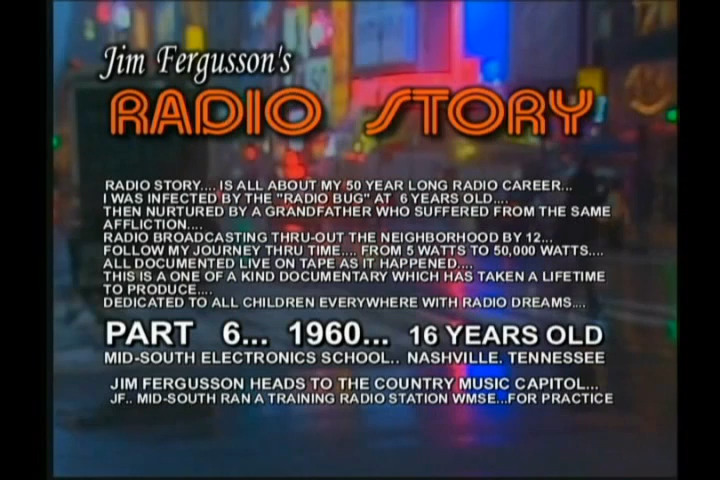 Jim Fergusson's
RADIO STORY
RADIO STORY.... IS ALL ABOUT MY 50 YEAR LONG RADIO CAREER...
I WAS INFECTED BY THE "RADIO BUG" AT 6 YEARS OLD....
THEN NURTURED BY A GRANDFATHER WHO SUFFERED FROM THE SAME
AFFLICTION....
RADIO BROADCASTING THRU-OUT THE NEIGHBORHOOD BY 12...
FOLLOW MY JOURNEY THRU TIME.... FROM 5 WATTS TO 50,000 WATTS....
ALL DOCUMENTED LIVE ON TAPE AS IT HAPPENED....
THIS IS A ONE OF A KIND DOCUMENTARY WHICH HAS TAKEN A LIFETIME
TO PRODUCE....
DEDICATED TO ALL CHILDREN EVERYWHERE WITH RADIO DREAMS....
PART 6... 1960... 16 YEARS OLD
MID-SOUTH ELECTRONICS SCHOOL.. NASHVILLE. TENNESSEE
JIM FERGUSSON HEADS TO THE COUNTRY MUSIC CAPITOL...
JF.. MID-SOUTH RAN A TRAINING RADIO STATION WMSE...FOR PRACTICE